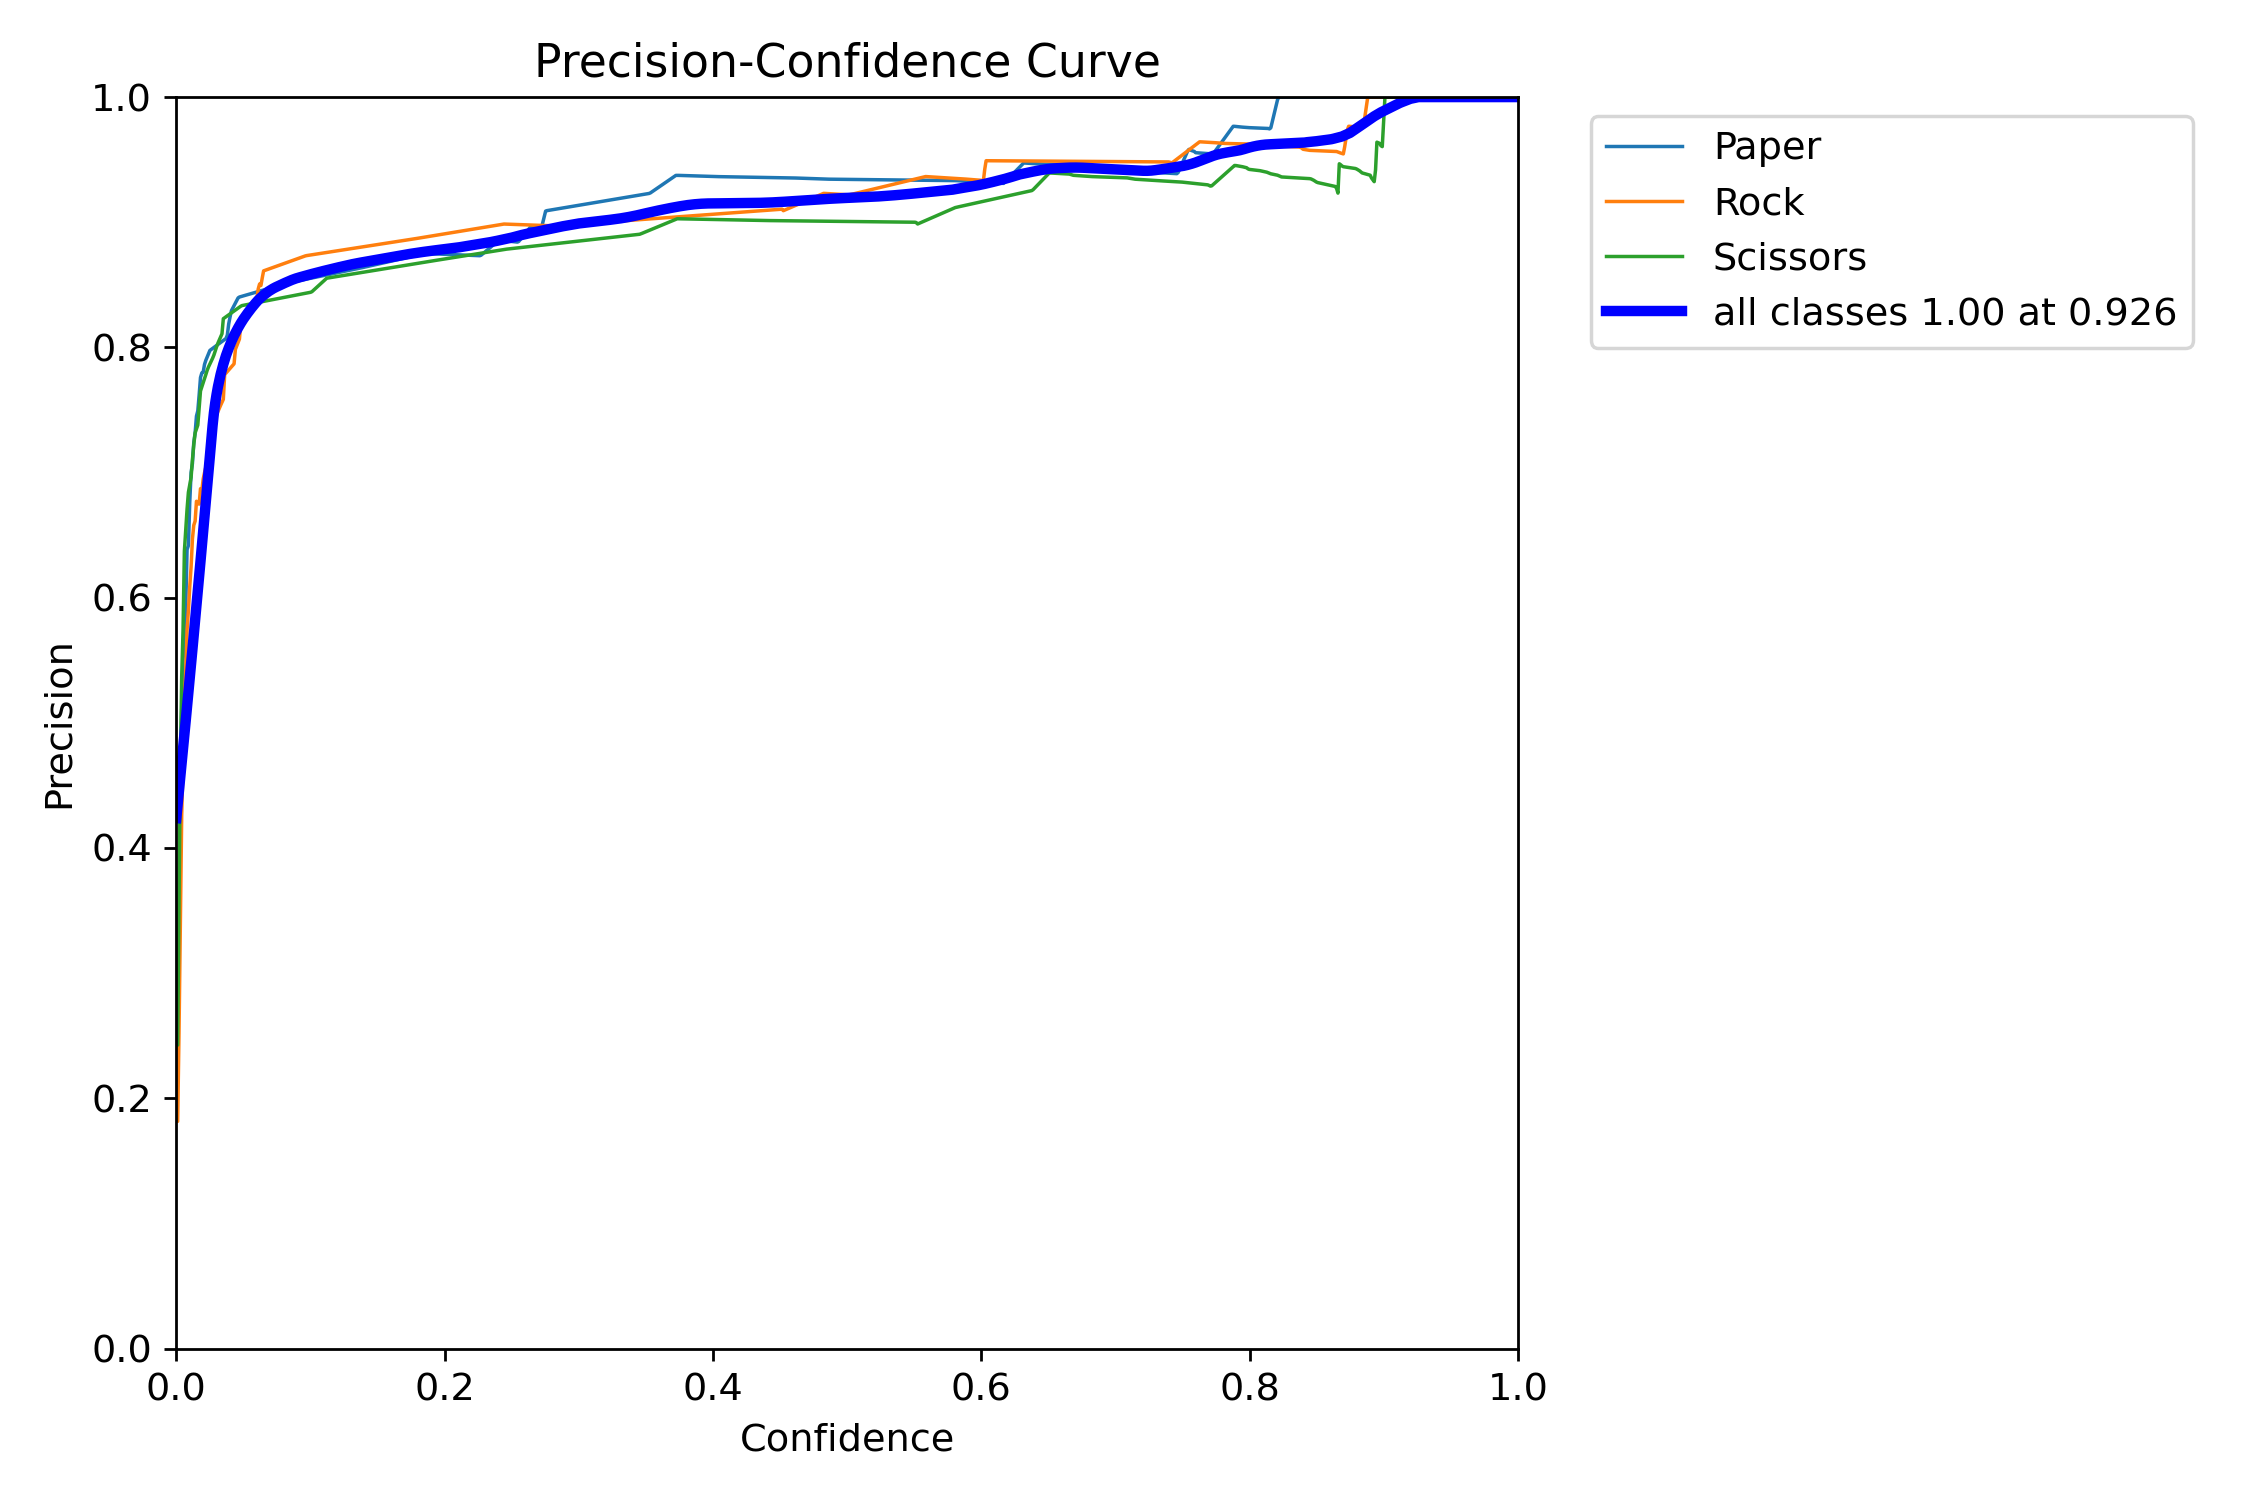 Precision-Confidence Curve
1.0
0.8
0.6
0.4
0.2
0.0
Precision
0.0 0.2 0.4 0.6 0.8 1.0
Confidence
Paper
Rock
Scissors
all classes 1.00 at 0.926